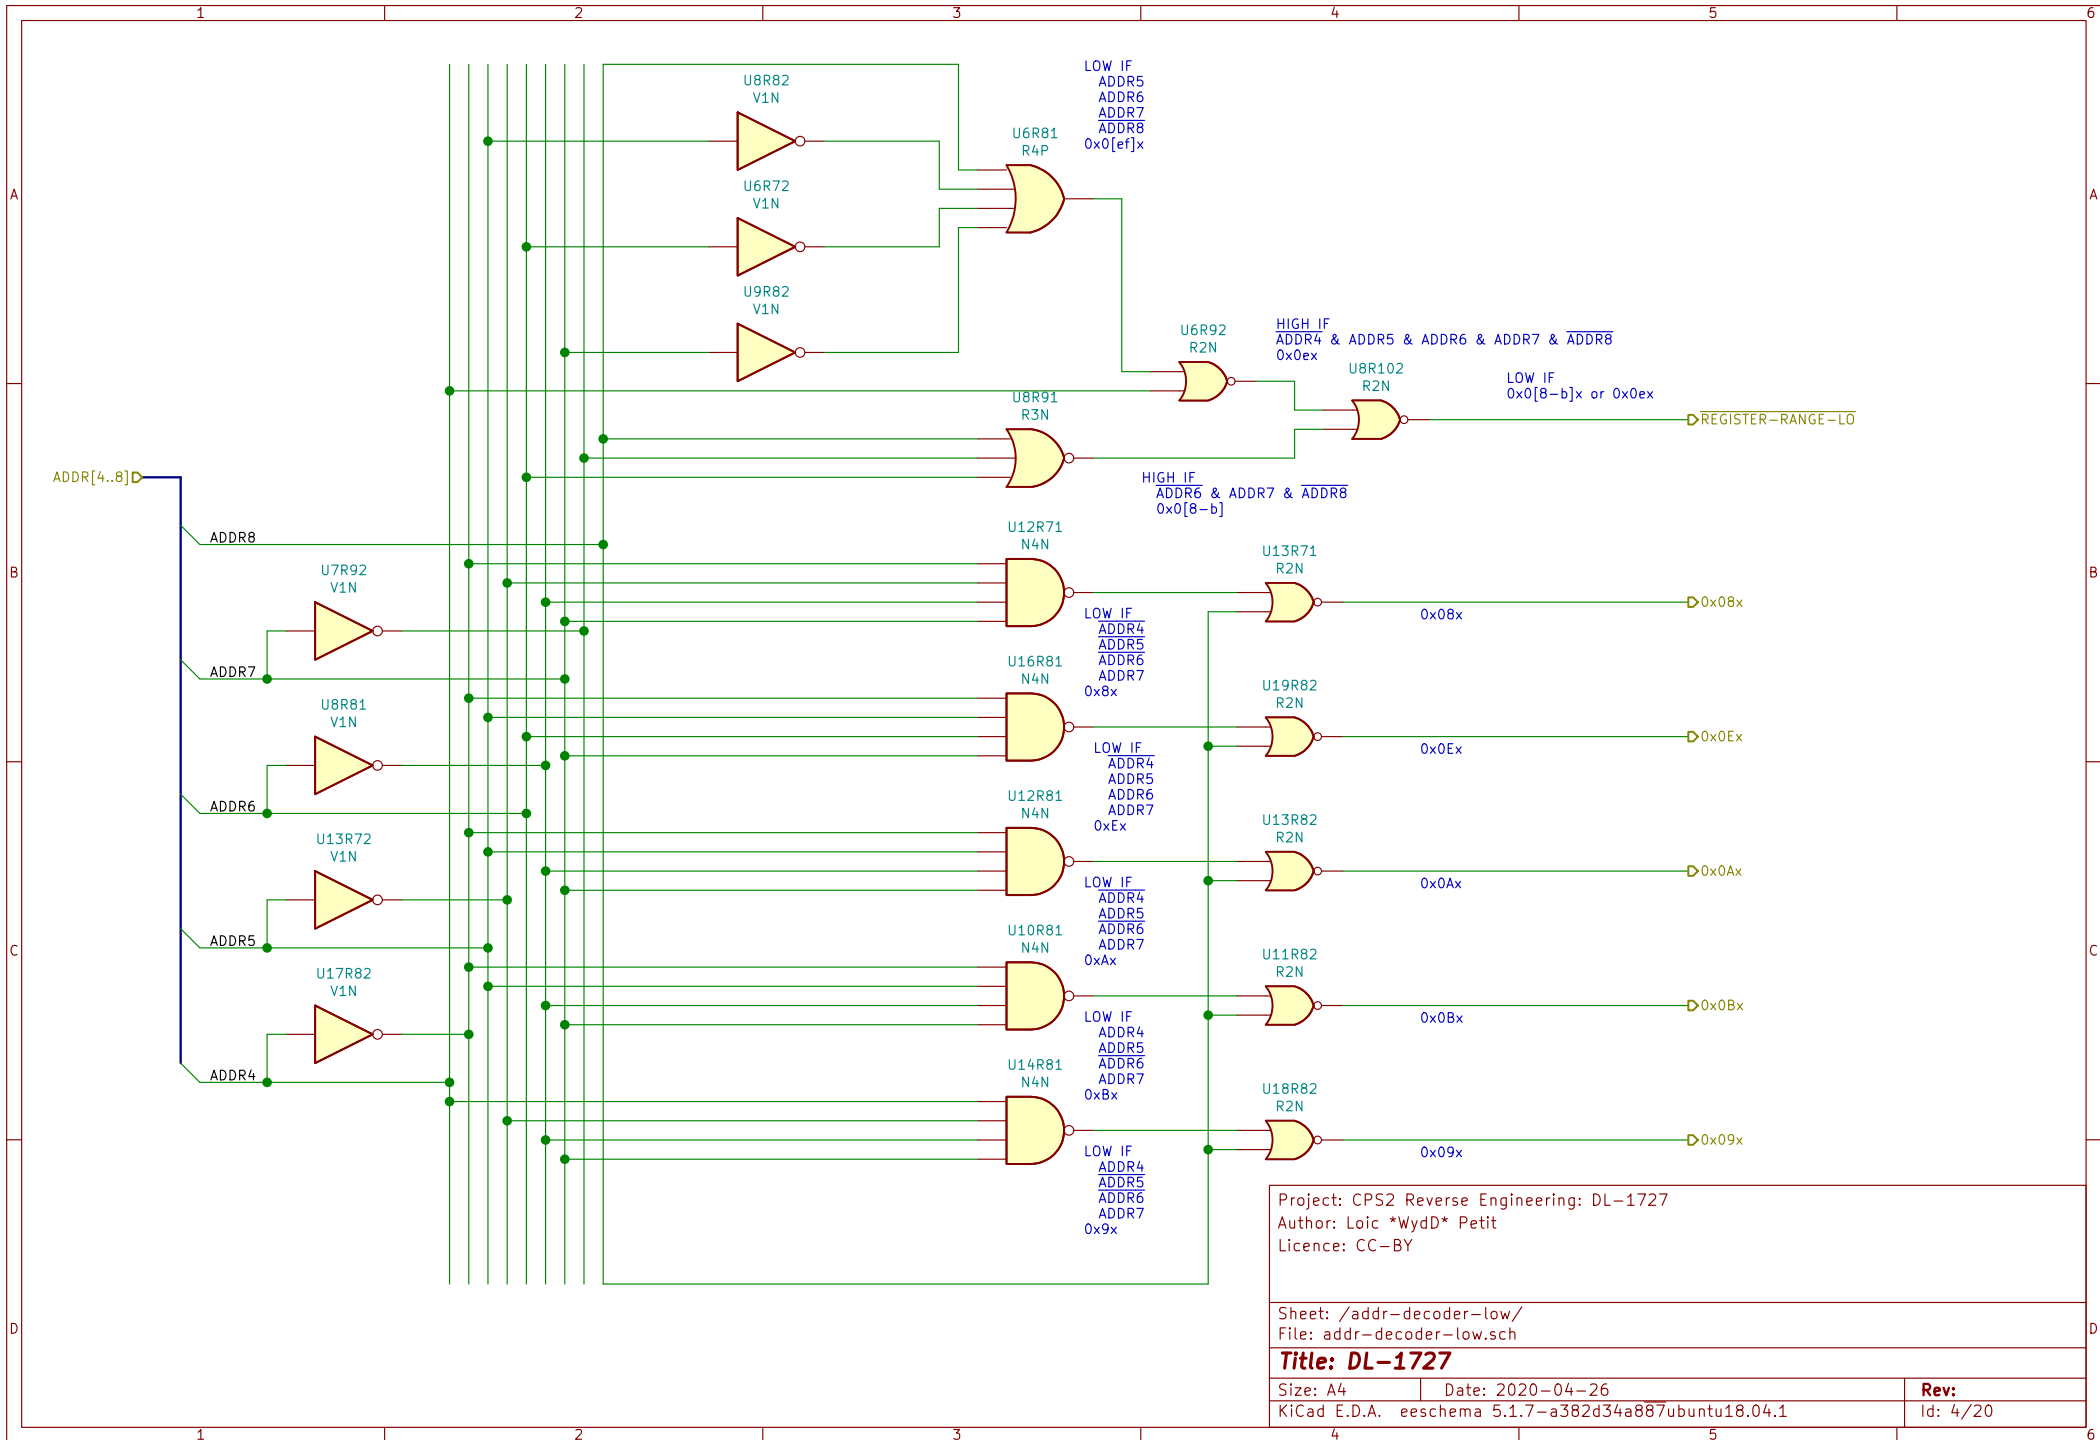 1 2 3 4 5 6
A A
B B
C C
D D
1 2 3 4 5 6
U8R82
V1N
U6R72
V1N
U9R82
V1N
U6R81
R4P
LOW IF
ADDR5
ADDR6
ADDR7
ADDR8
0x0[ef]x
U6R92
R2N
HIGH IF
ADDR4 & ADDR5 & ADDR6 & ADDR7 & ADDR8
0x0ex
U8R102
R2N
LOW IF
0x0[8-b]x or 0x0ex
REGISTER-RANGE-LO
U8R91
R3N
HIGH IF
ADDR6 & ADDR7 & ADDR8
0x0[8-b]
ADDR[4..8]
ADDR8
U7R92
V1N
ADDR7
U8R81
V1N
ADDR6
U13R72
V1N
ADDR5
U17R82
V1N
ADDR4
U12R71
N4N
LOW IF
ADDR4
ADDR5
ADDR6
ADDR7
0x8x
U13R71
R2N
0x08x
0x08x
U16R81
N4N
LOW IF
ADDR4
ADDR5
ADDR6
ADDR7
0xEx
U19R82
R2N
0x0Ex
0x0Ex
U12R81
N4N
LOW IF
ADDR4
ADDR5
ADDR6
ADDR7
0xAx
U13R82
R2N
0x0Ax
0x0Ax
U10R81
N4N
LOW IF
ADDR4
ADDR5
ADDR6
ADDR7
0xBx
U11R82
R2N
0x0Bx
0x0Bx
U14R81
N4N
LOW IF
ADDR4
ADDR5
ADDR6
ADDR7
0x9x
U18R82
R2N
0x09x
0x09x
Project: CPS2 Reverse Engineering: DL-1727
Author: Loic *WydD* Petit
Licence: CC-BY
Sheet: /addr-decoder-low/
File: addr-decoder-low.sch
Title: DL-1727
Size: A4 Date: 2020-04-26 Rev:
KiCad E.D.A. eeschema 5.1.7-a382d34a887ubuntu18.04.1 Id: 4/20